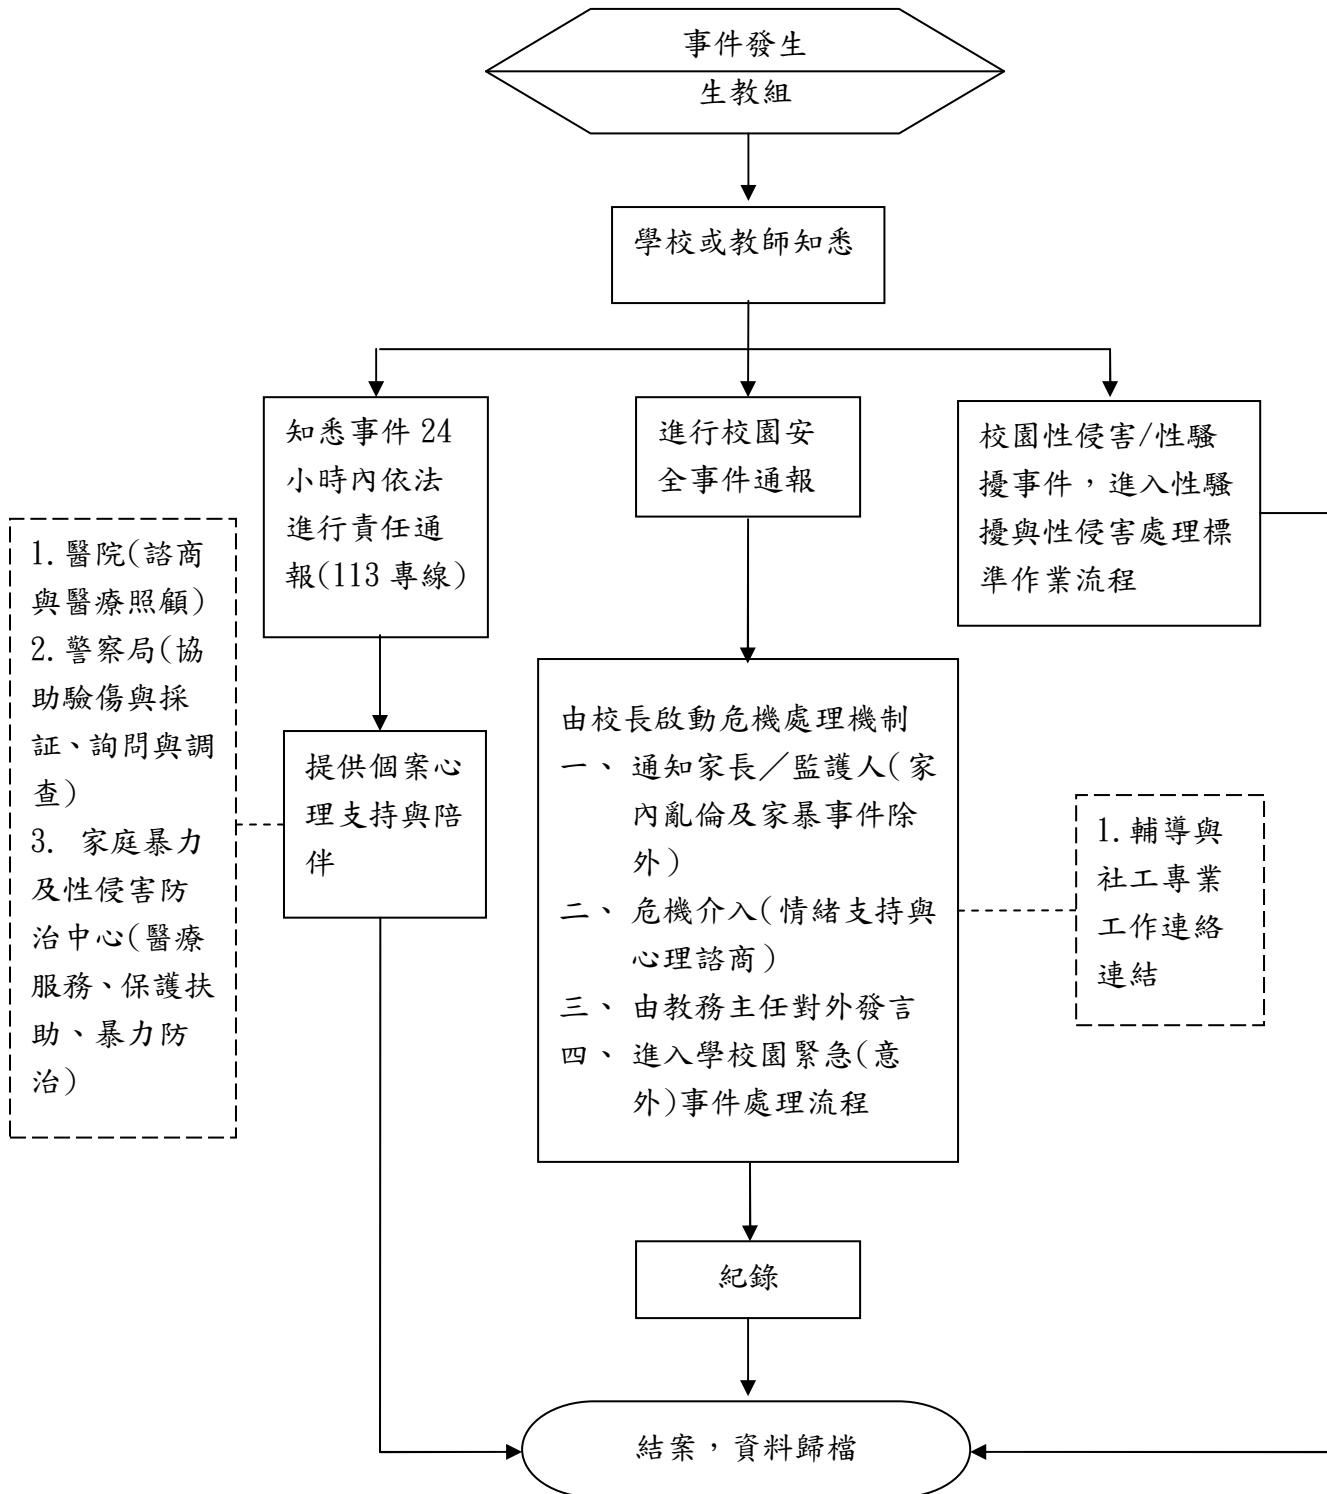 事件發生
生教組
學校或教師知悉
知悉事件 24
小時內依法
進行責任通
報(113 專線)
進行校園安
全事件通報
校園性侵害/性騷
擾事件，進入性騷
擾與性侵害處理標
準作業流程
1. 醫院(諮商
與醫療照顧)
2. 警察局(協
助驗傷與採
証、詢問與調
查)
3. 家庭暴力
及性侵害防
治中心(醫療
服務、保護扶
助、暴力防
治)
提供個案心
理支持與陪
伴
由校長啟動危機處理機制
一、 通知家長／監護人(家
內亂倫及家暴事件除
外)
二、 危機介入(情緒支持與
心理諮商)
三、 由教務主任對外發言
四、 進入學校園緊急(意
外)事件處理流程
1. 輔導與
社工專業
工作連絡
連結
紀錄
結案，資料歸檔